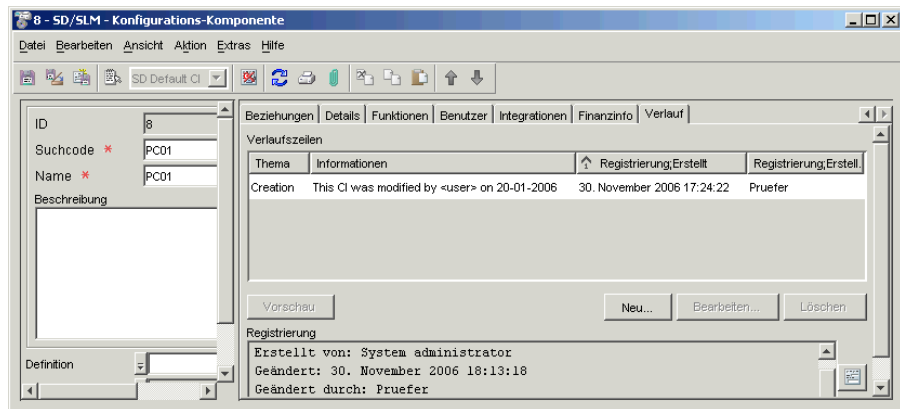 8 - SD/SLM - Konfigurations-Komponente
Datei Bearbeiten Ansicht Aktion Extras Hilfe
SD Default CI
ID 8
Suchcode * PC01
Name * PC01
Beschreibung
Definition
Beziehungen Details Funktionen Benutzer Integrationen Finanzinfo Verlauf
Verlaufszeilen
Thema Informationen 1 Registrierung;Erstellt Registrierung;Erstell.
Creation This CI was modified by <user> on 20-01-2006 30. November 2006 17:24:22 Pruefer
Vorschau Neu... Bearbeiten... Löschen
Registrierung
Erstellt von: System administrator
Geändert: 30. November 2006 18:13:18
Geändert durch: Pruefer